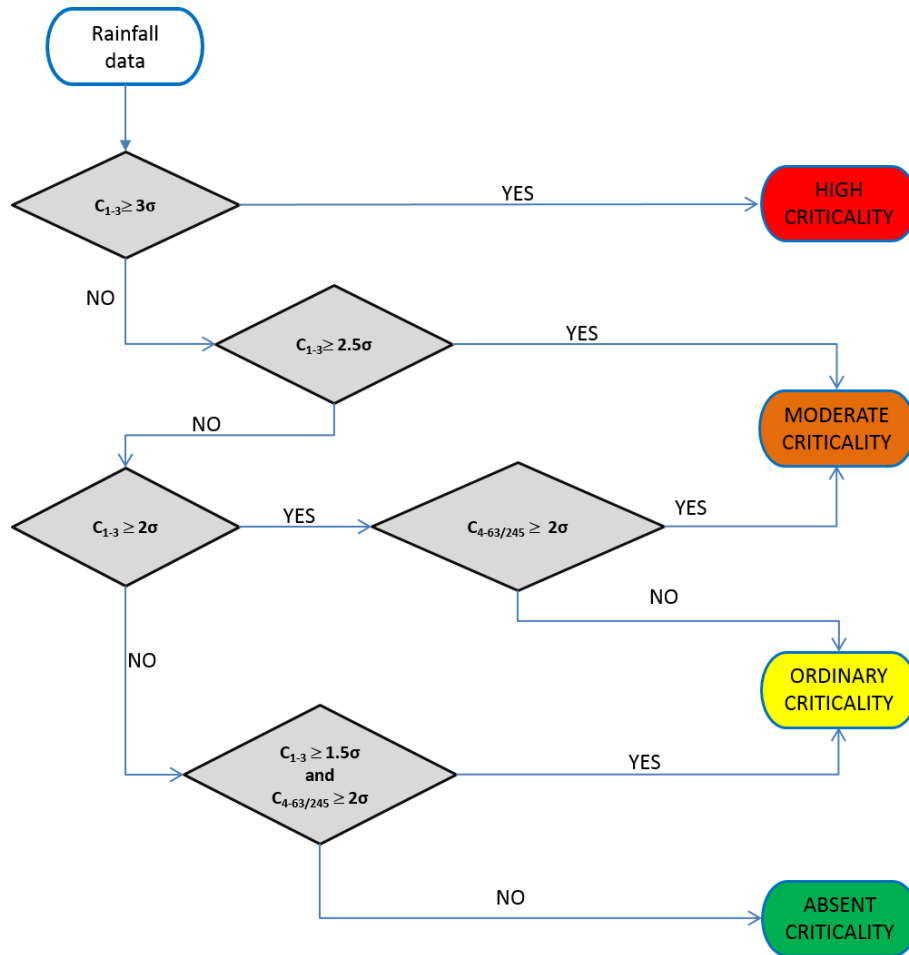 Rainfall
data
C₁₋₃ ≥ 3σ
YES
HIGH
CRITICALITY
NO
C₁₋₃ ≥ 2.5σ
YES
NO
MODERATE
CRITICALITY
C₁₋₃ ≥ 2σ
YES
C₄₋₆₃/₂₄₅ ≥ 2σ
YES
NO
NO
ORDINARY
CRITICALITY
C₁₋₃ ≥ 1.5σ
and
C₄₋₆₃/₂₄₅ ≥ 2σ
YES
NO
ABSENT
CRITICALITY